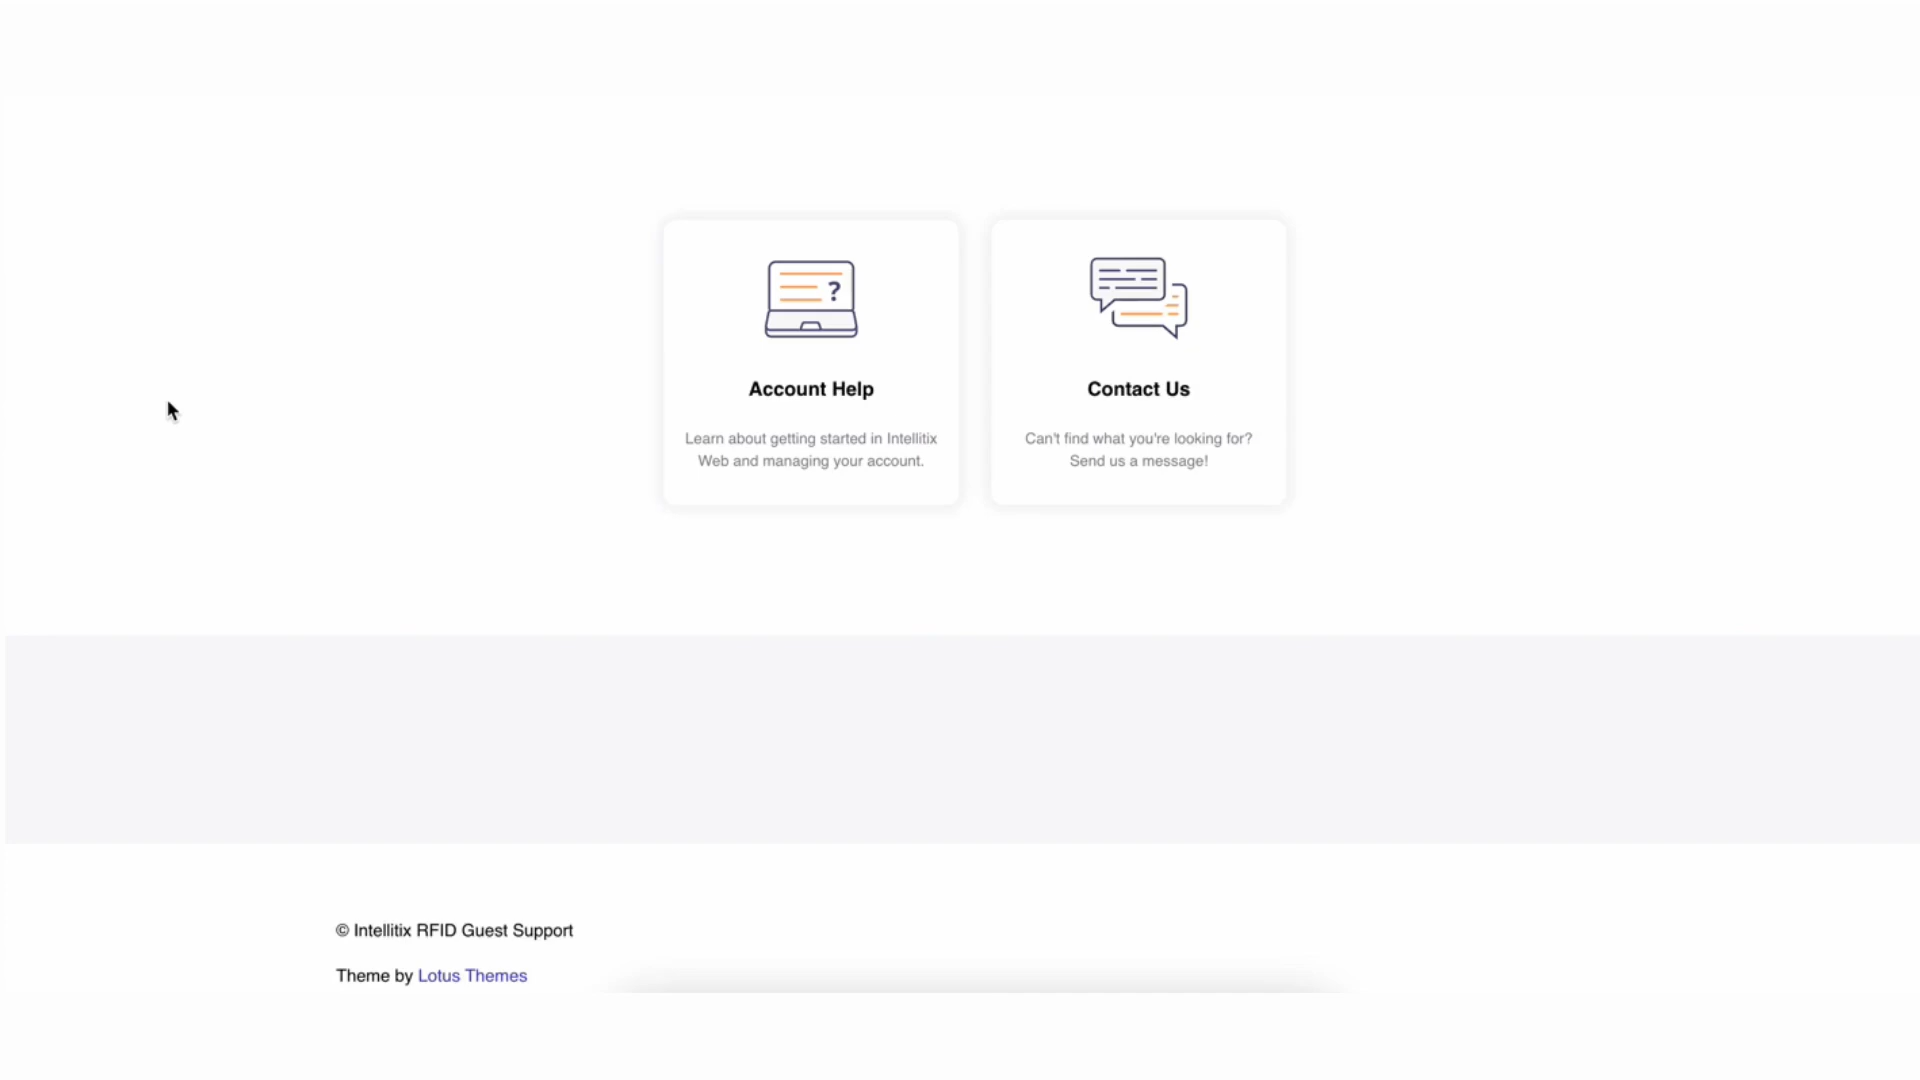 ?
Account Help
Learn about getting started in Intellitix
Web and managing your account.
Contact Us
Can't find what you're looking for?
Send us a message!
© Intellitix RFID Guest Support
Theme by Lotus Themes